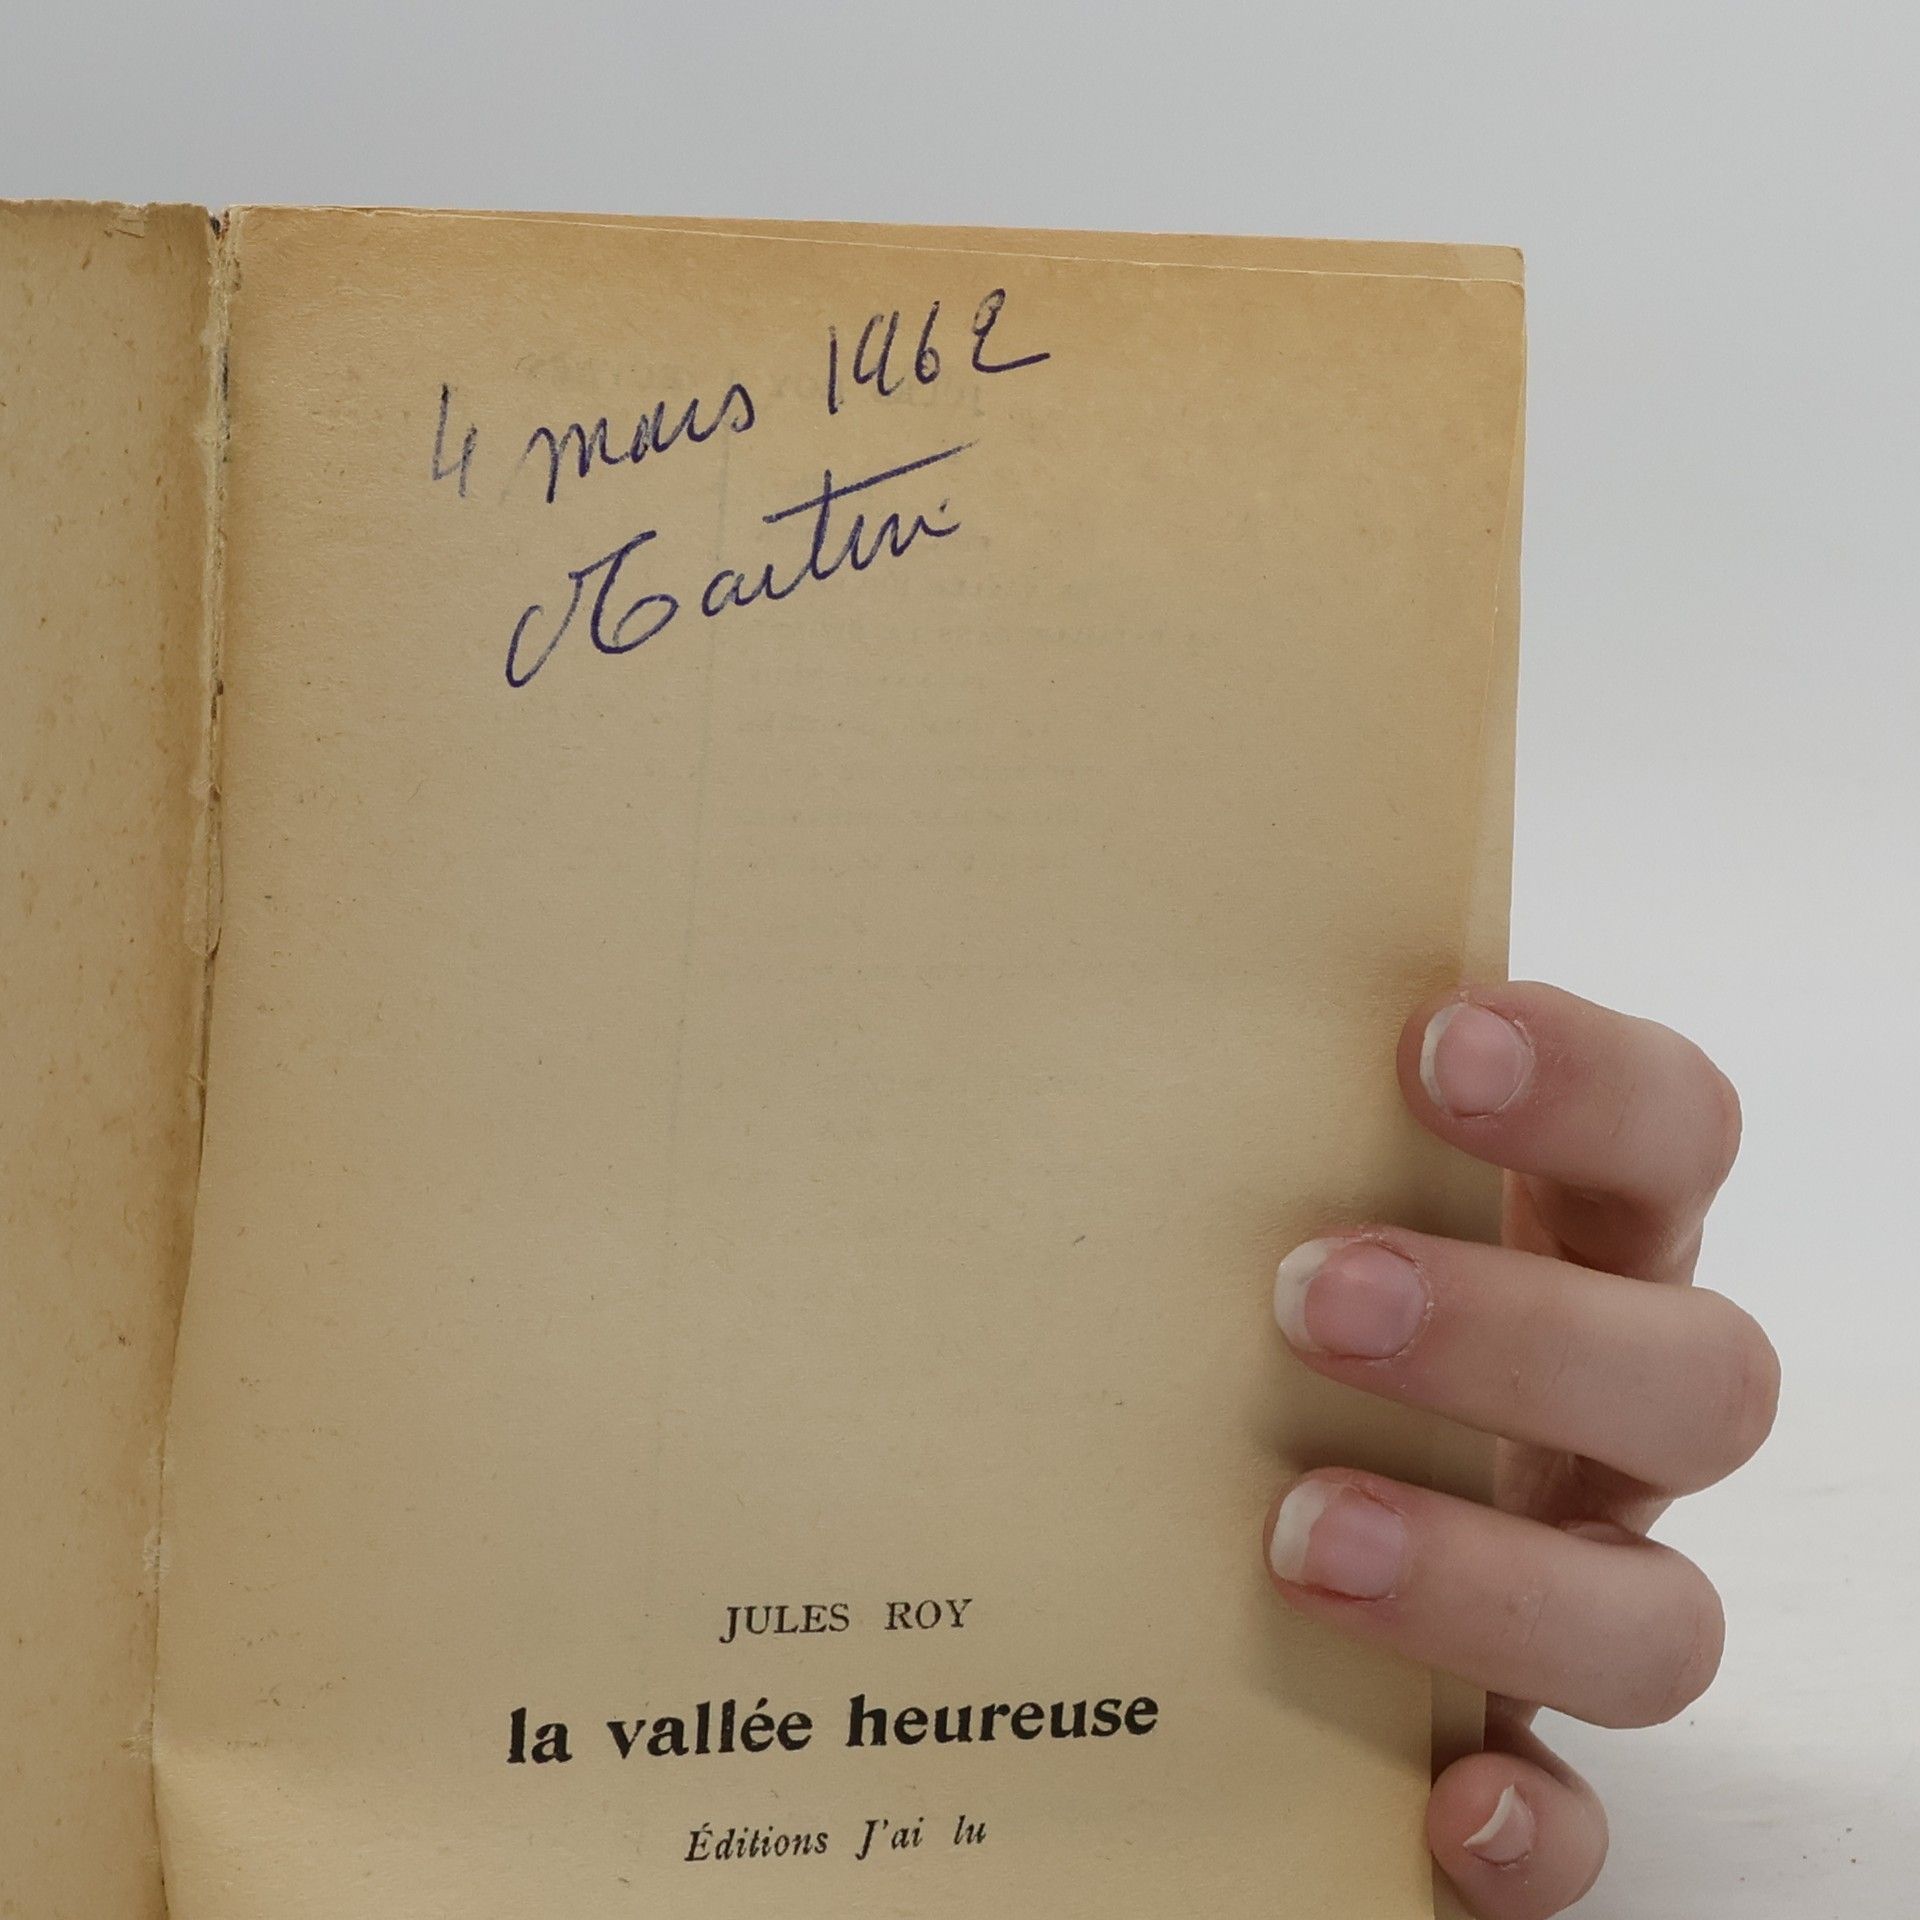 4 mars 1962
Martin
JULES ROY
la vallée heureuse
Éditions J'ai lu